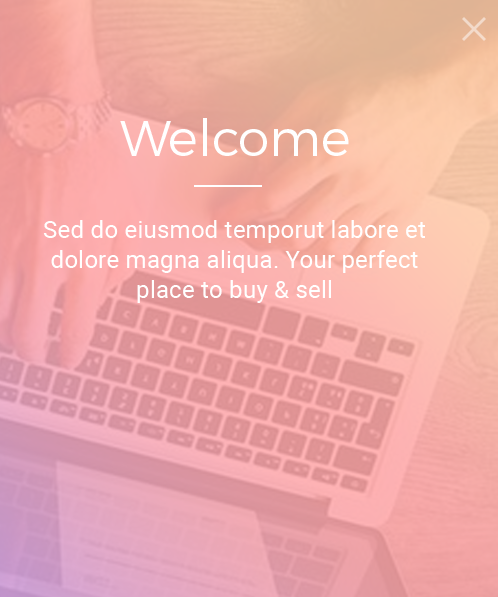 Welcome
Sed do eiusmod temporut labore et
dolore magna aliqua. Your perfect
place to buy & sell